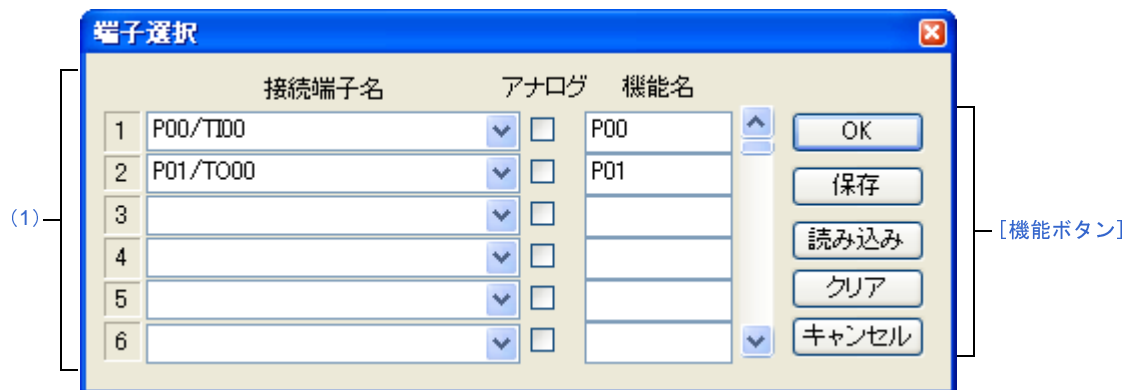 端子選択
接続端子名 アナログ 機能名
1 P00/TI00 P00 OK
2 P01/TO00 P01 保存
3 読み込み
(1) [機能ボタン]
4
5 クリア
6 キャンセル